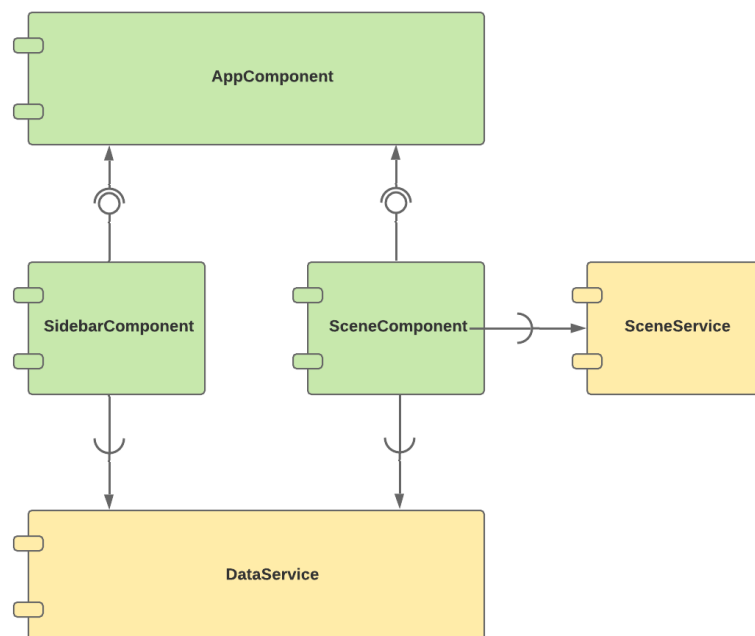 AppComponent
SidebarComponent
SceneComponent
SceneService
DataService